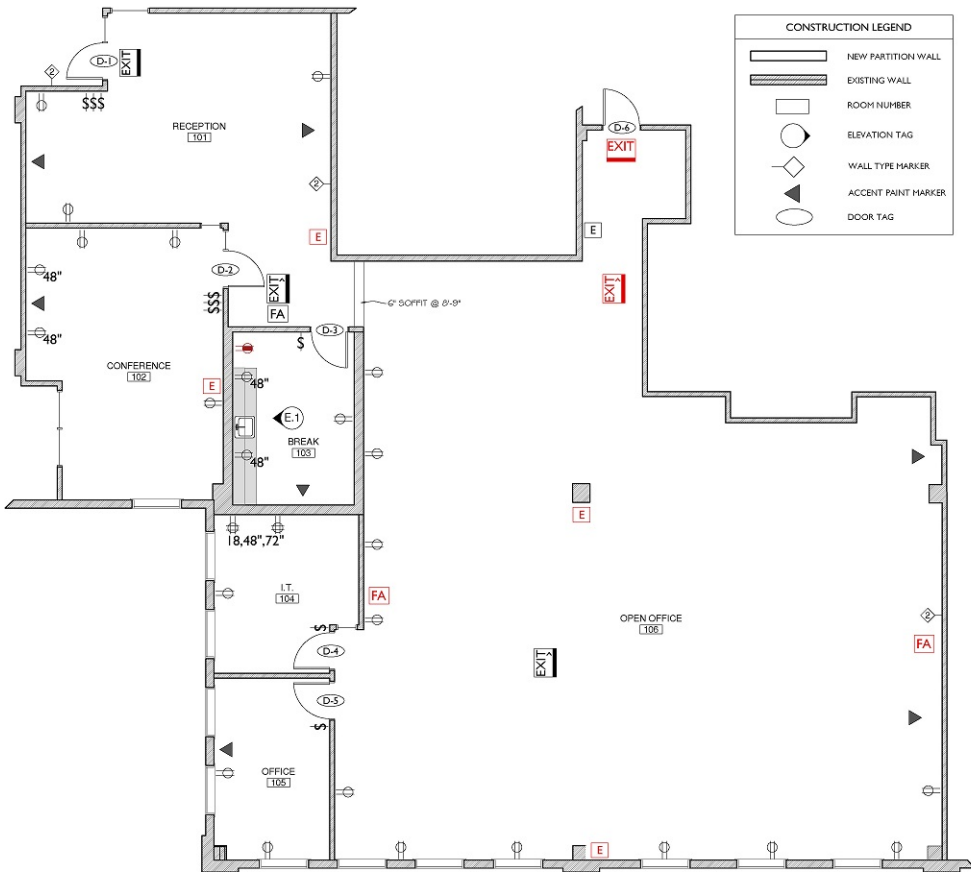 CONSTRUCTION LEGEND
NEW PARTITION WALL
EXISTING WALL
ROOM NUMBER
ELEVATION TAG
WALL TYPE MARKER
ACCENT PAINT MARKER
DOOR TAG
D-1
EXIT
2
$$$
RECEPTION
101
2
E
D-6
EXIT
E
D-2
48"
$$$
EXIT
FA
EXIT
6" SOFFIT @ 8'-9"
48"
D-3
$
CONFERENCE
102
E
48"
E.1
BREAK
103
48"
E
18,48",72"
I.T.
104
FA
OPEN OFFICE
106
2
FA
$
D-4
EXIT
D-5
$
OFFICE
105
E